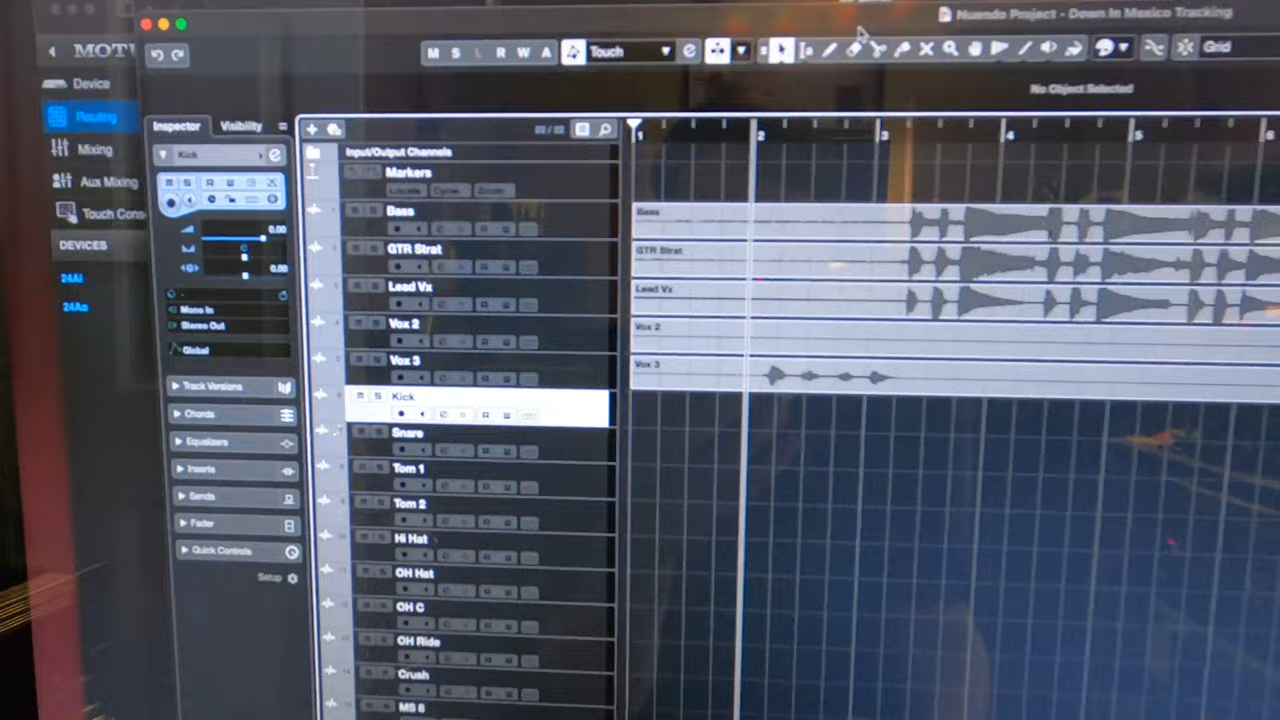 Nuendo Project - Down In Mexico Tracking
MOTU
M S L R W A
Touch
Grid
No Object Selected
Device
Routing
Mixing
Aux Mixing
Touch Cons
DEVICES
24Ai
24Ao
Inspector
Visibility
Kick
0.00
C
0.00
Mono In
Stereo Out
Global
Track Versions
Chords
Equalizers
Inserts
Sends
Fader
Quick Controls
Setup
Input/Output Channels
Markers
Locate Cycle Zoom
Bass
GTR Strat
Lead Vx
Vox 2
Vox 3
Kick
Snare
Tom 1
Tom 2
Hi Hat
OH Hat
OH C
OH Ride
Crush
MS 8
1 2 3 4 5 6
Bass
GTR Strat
Lead Vx
Vox 2
Vox 3